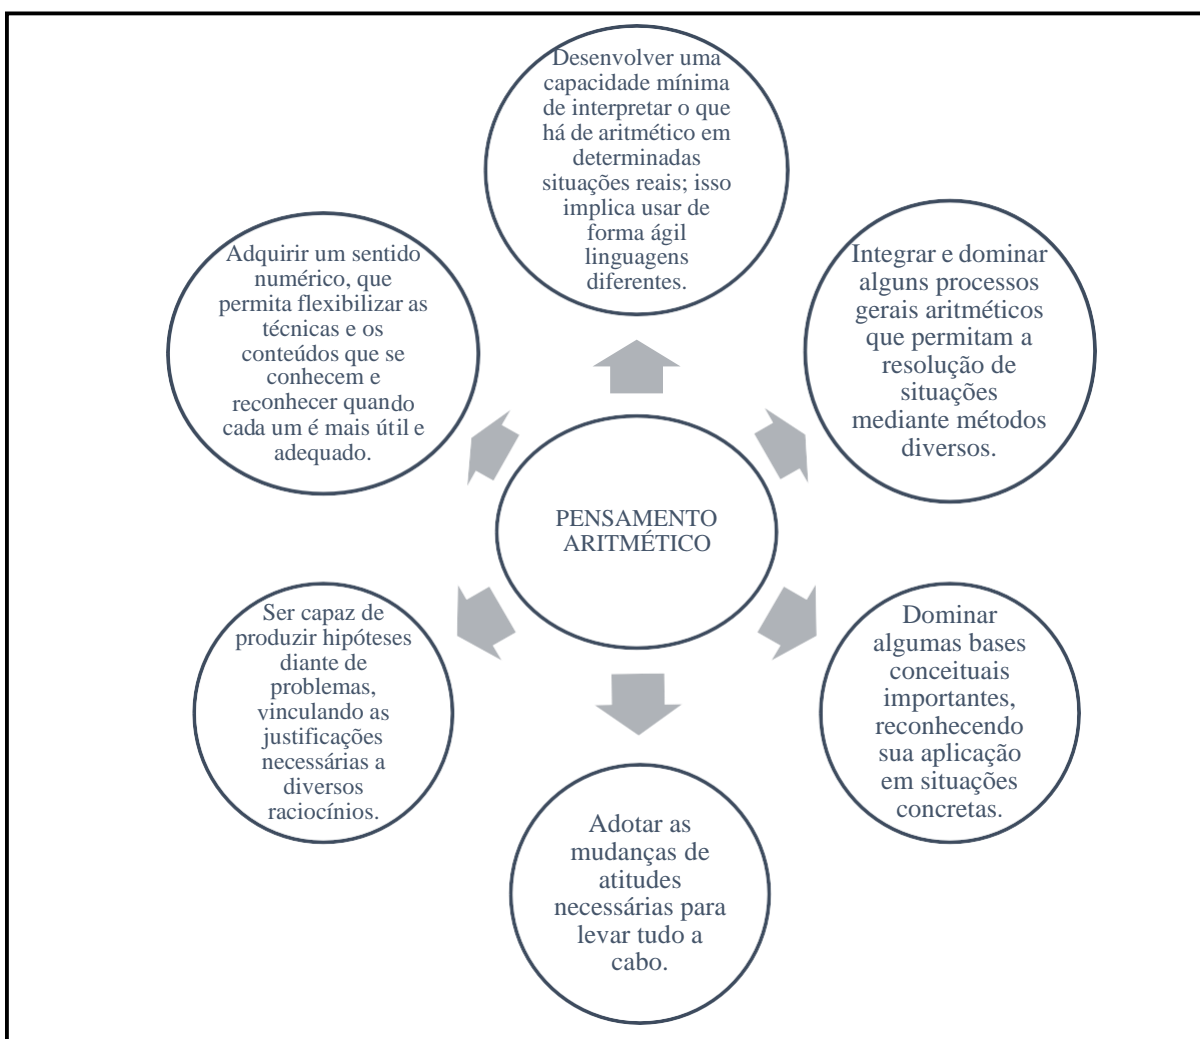 Desenvolver uma
capacidade mínima
de interpretar o que
há de aritmético em
determinadas
situações reais; isso
implica usar de
forma ágil
linguagens
diferentes.
Integrar e dominar
alguns processos
gerais aritméticos
que permitam a
resolução de
situações
mediante métodos
diversos.
Dominar
algumas bases
conceituais
importantes,
reconhecendo
sua aplicação
em situações
concretas.
Adotar as
mudanças de
atitudes
necessárias para
levar tudo a
cabo.
Ser capaz de
produzir hipóteses
diante de
problemas,
vinculando as
justificações
necessárias a
diversos
raciocínios.
Adquirir um sentido
numérico, que
permita flexibilizar as
técnicas e os
conteúdos que se
conhecem e
reconhecer quando
cada um é mais útil e
adequado.
PENSAMENTO
ARITMÉTICO